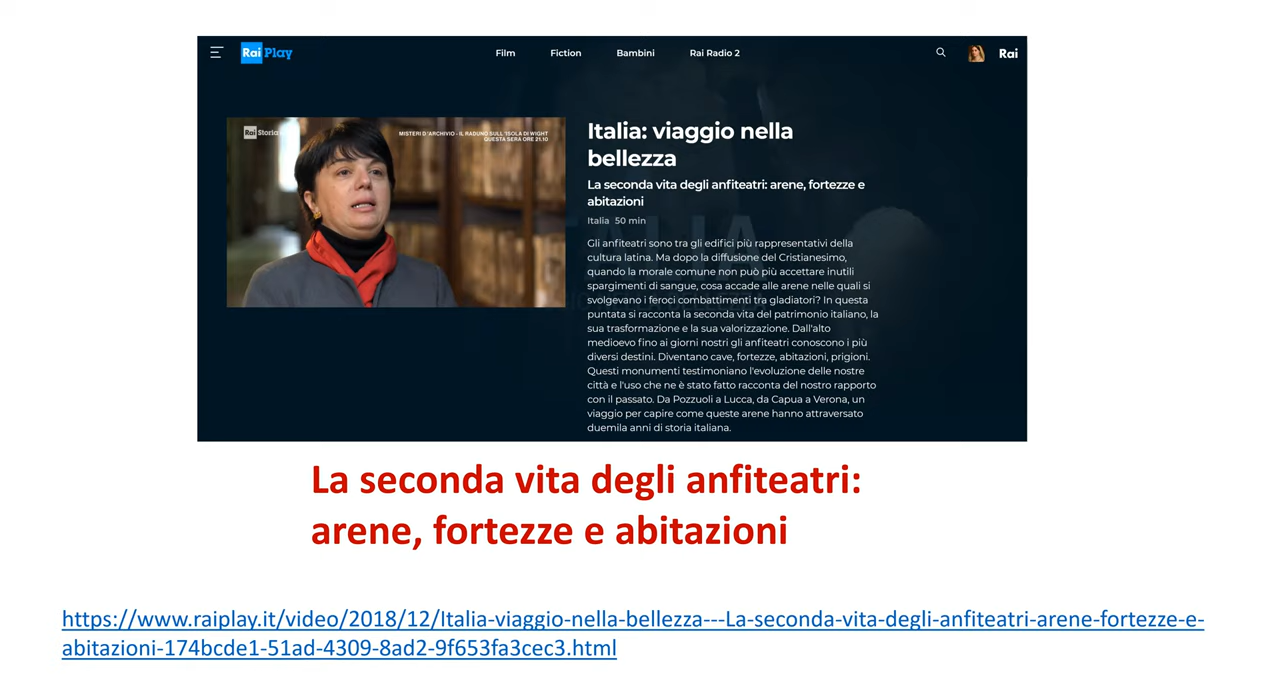 Rai Play
Film Fiction Bambini Rai Radio 2
Rai
Rai Storia
MISTERI D'ARCHIVIO - IL RADUNO SULL'ISOLA DI WIGHT
QUESTA SERA ORE 21.10
Italia: viaggio nella
bellezza
La seconda vita degli anfiteatri: arene, fortezze e
abitazioni
Italia 50 min
Gli anfiteatri sono tra gli edifici più rappresentativi della
cultura latina. Ma dopo la diffusione del Cristianesimo,
quando la morale comune non può più accettare inutili
spargimenti di sangue, cosa accade alle arene nelle quali si
svolgevano i feroci combattimenti tra gladiatori? In questa
puntata si racconta la seconda vita del patrimonio italiano, la
sua trasformazione e la sua valorizzazione. Dall'alto
medioevo fino ai giorni nostri gli anfiteatri conoscono i più
diversi destini. Diventano cave, fortezze, abitazioni, prigioni.
Questi monumenti testimoniano l'evoluzione delle nostre
città e l'uso che ne è stato fatto racconta del nostro rapporto
con il passato. Da Pozzuoli a Lucca, da Capua a Verona, un
viaggio per capire come queste arene hanno attraversato
duemila anni di storia italiana.
La seconda vita degli anfiteatri:
arene, fortezze e abitazioni
https://www.raiplay.it/video/2018/12/Italia-viaggio-nella-bellezza---La-seconda-vita-degli-anfiteatri-arene-fortezze-e-
abitazioni-174bcde1-51ad-4309-8ad2-9f653fa3cec3.html